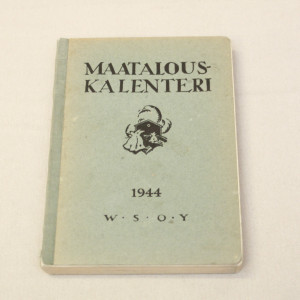 MAATALOUS-
KALENTERI
1944
W · S · O · Y